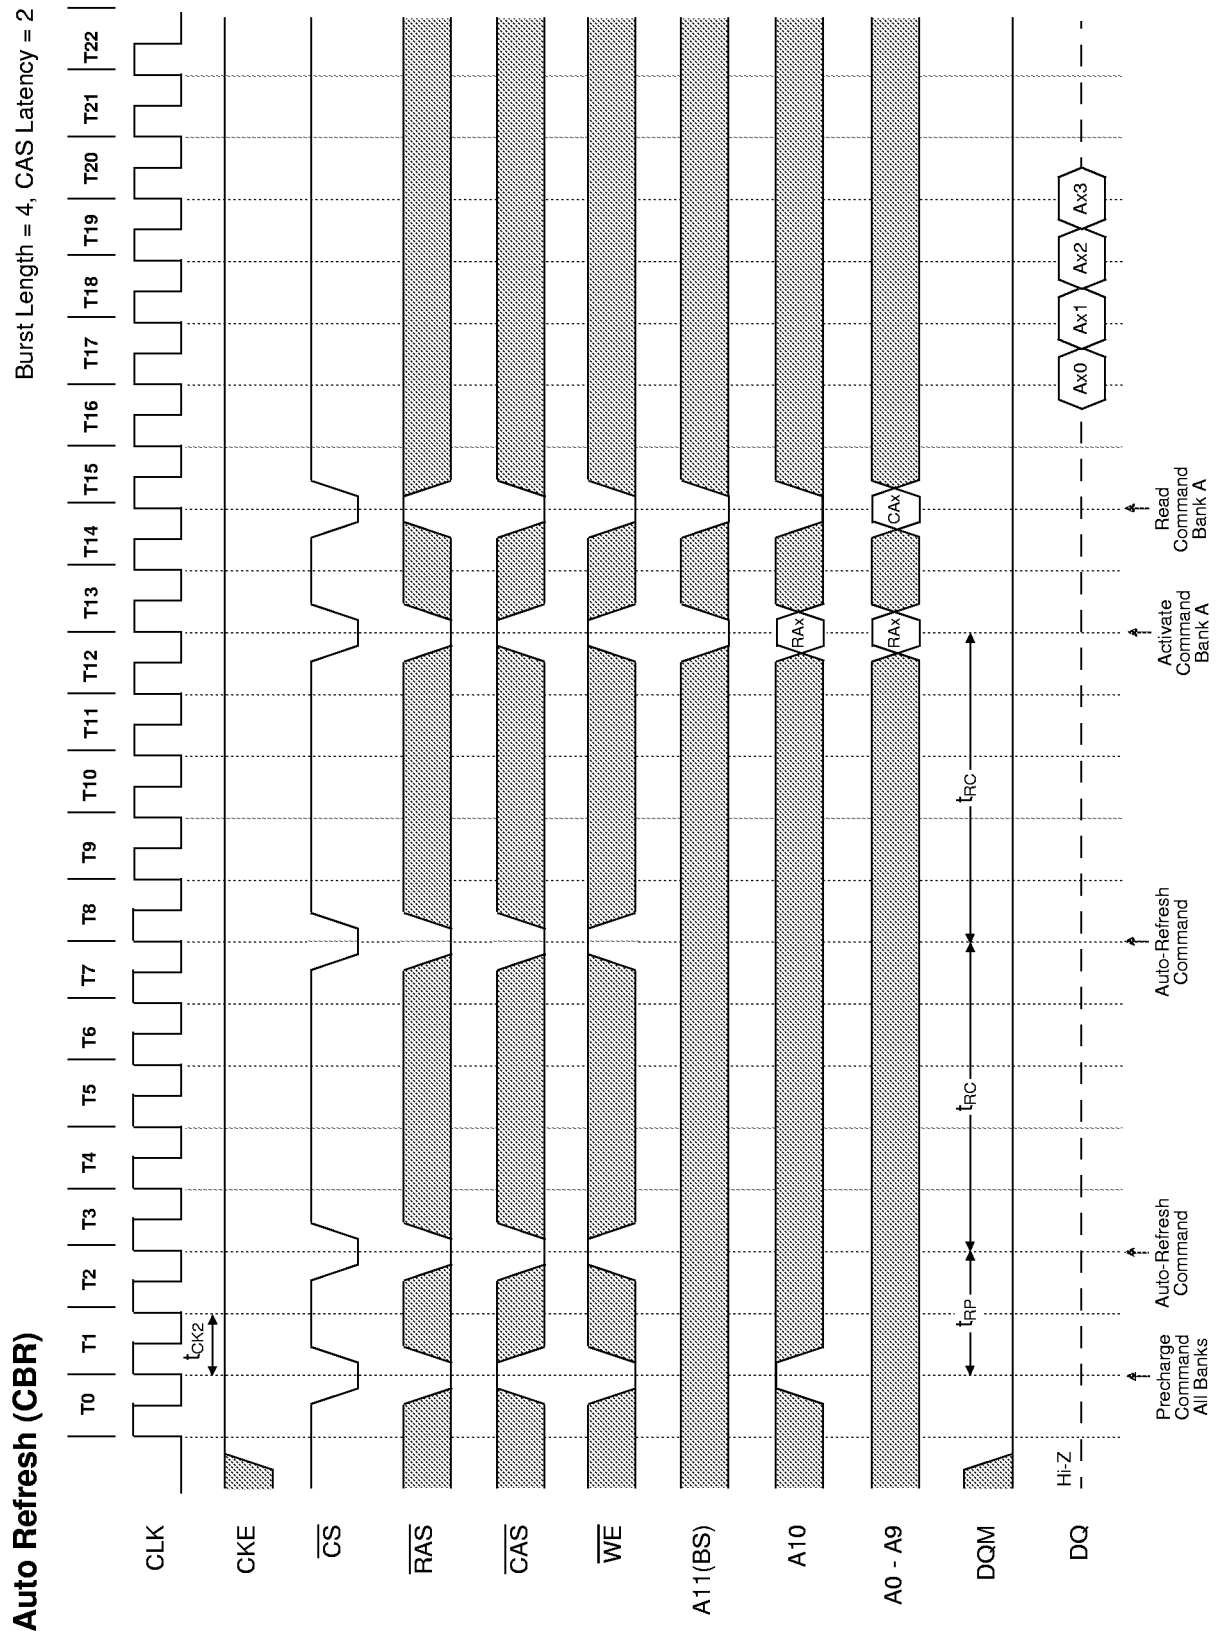 Auto Refresh (CBR)
Burst Length = 4, CAS Latency = 2
T0 T1 T2 T3 T4 T5 T6 T7 T8 T9 T10 T11 T12 T13 T14 T15 T16 T17 T18 T19 T20 T21 T22
CLK
tCK2
CKE
CS
RAS
CAS
WE
A11(BS)
A10
RAx
A0 - A9
RAx CAx
DQM
tRP tRC tRC
DQ
Hi-Z
Ax0 Ax1 Ax2 Ax3
Precharge
Command
All Banks
Auto-Refresh
Command
Auto-Refresh
Command
Activate
Command
Bank A
Read
Command
Bank A